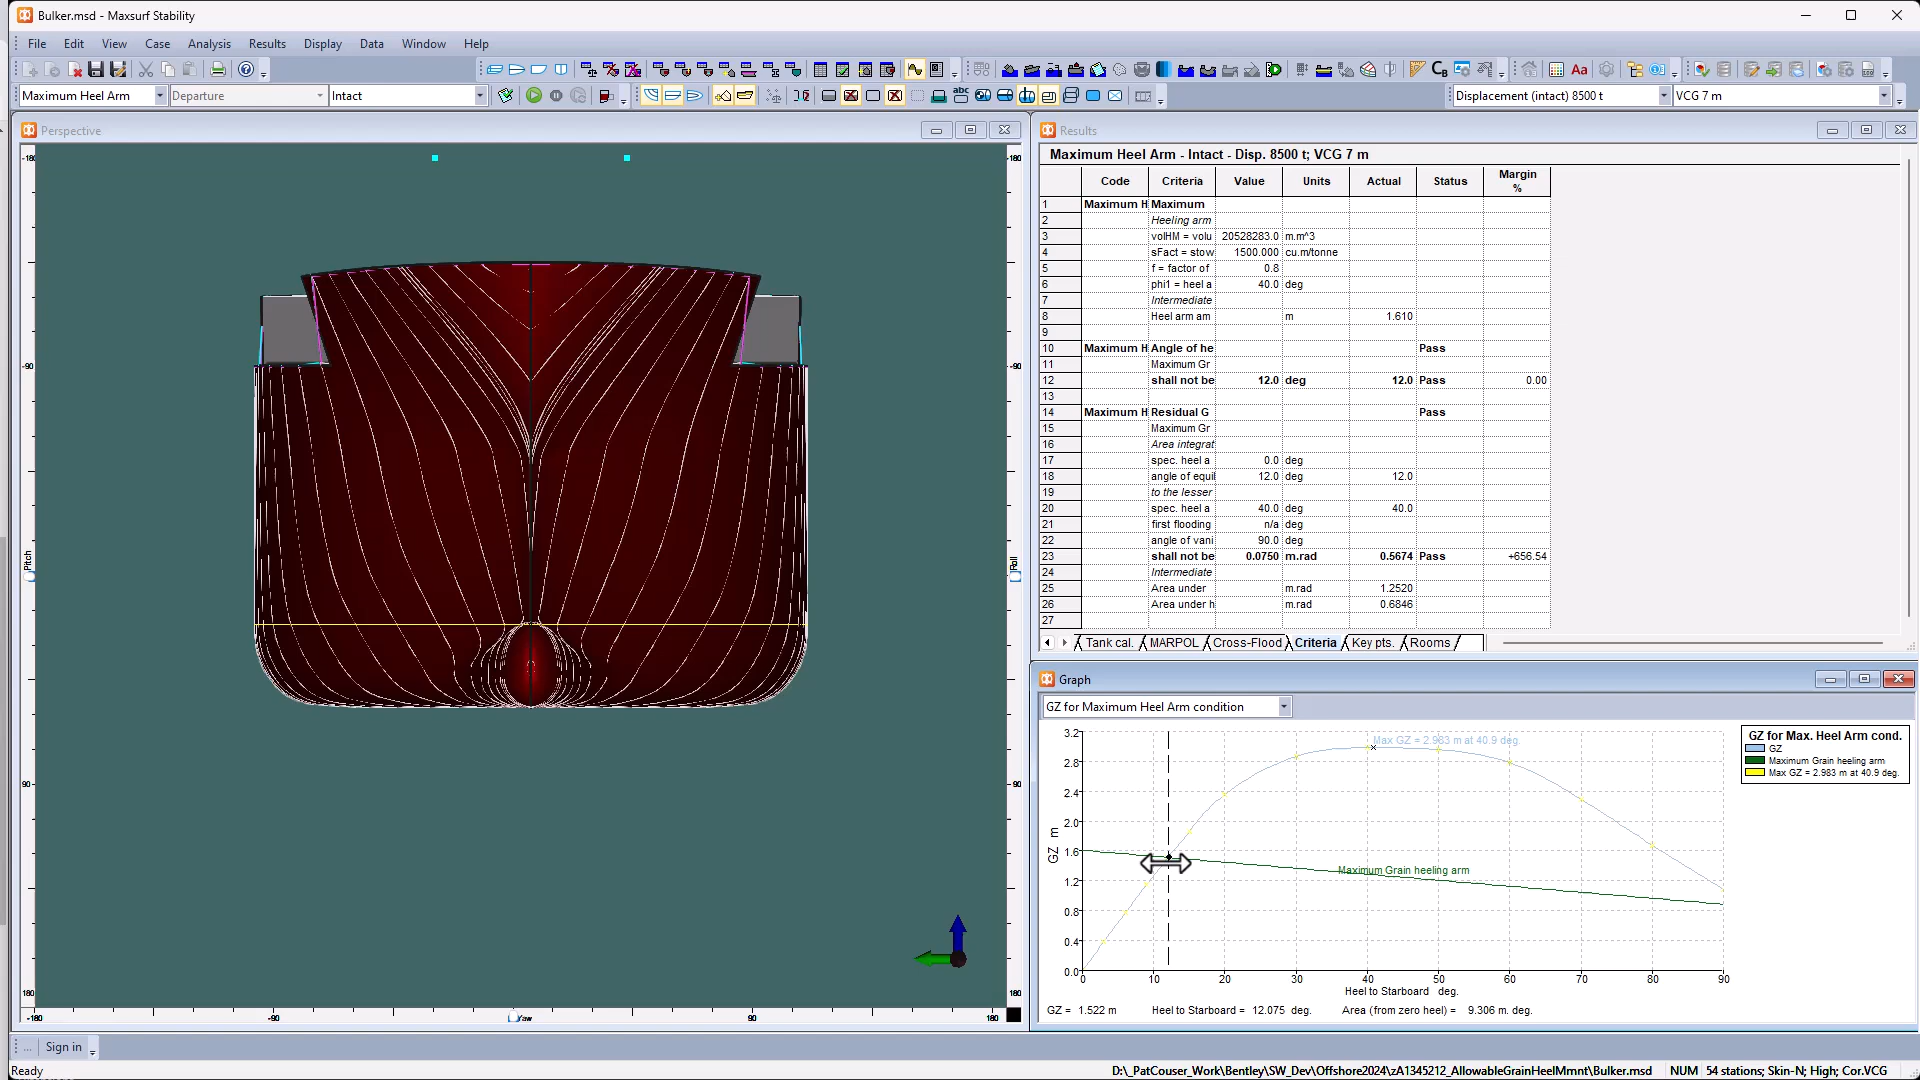 Bulker.msd - Maxsurf Stability
File Edit View Case Analysis Results Display Data Window Help
Maximum Heel Arm Departure Intact Displacement (intact) 8500 t VCG 7 m
Perspective
-180 -180
-90 -90
Pitch Roll
90 90
180 180
-180 -90 Yaw 90 180
Results
Maximum Heel Arm - Intact - Disp. 8500 t; VCG 7 m
Code Criteria Value Units Actual Status Margin %
1 Maximum H Maximum
2 Heeling arm
3 volHM = volu 20528283.0 m.m^3
4 sFact = stow 1500.000 cu.m/tonne
5 f = factor of 0.8
6 phi1 = heel a 40.0 deg
7 Intermediate
8 Heel arm am m 1.610
9
10 Maximum H Angle of he Pass
11 Maximum Gr
12 shall not be 12.0 deg 12.0 Pass 0.00
13
14 Maximum H Residual G Pass
15 Maximum Gr
16 Area integrat
17 spec. heel a 0.0 deg
18 angle of equil 12.0 deg 12.0
19 to the lesser
20 spec. heel a 40.0 deg 40.0
21 first flooding n/a deg
22 angle of vani 90.0 deg
23 shall not be 0.0750 m.rad 0.5674 Pass +656.54
24 Intermediate
25 Area under m.rad 1.2520
26 Area under h m.rad 0.6846
27
Tank cal. MARPOL Cross-Flood Criteria Key pts. Rooms
Graph
GZ for Maximum Heel Arm condition
3.2
2.8
2.4
2.0
1.6
1.2
0.8
0.4
0.0
GZ m
Max GZ = 2.983 m at 40.9 deg.
Maximum Grain heeling arm
0 10 20 30 40 50 60 70 80 90
Heel to Starboard deg.
GZ for Max. Heel Arm cond.
GZ
Maximum Grain heeling arm
Max GZ = 2.983 m at 40.9 deg.
GZ = 1.522 m Heel to Starboard = 12.075 deg. Area (from zero heel) = 9.306 m. deg.
... Sign in
Ready D:\_PatCouser_Work\Bentley\SW_Dev\Offshore2024\zA1345212_AllowableGrainHeelMmnt\Bulker.msd NUM 54 stations; Skin-N; High; Cor.VCG